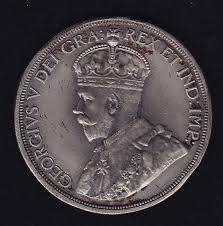 GEORGIVS V DEI GRA: REX ET IND: IMP: